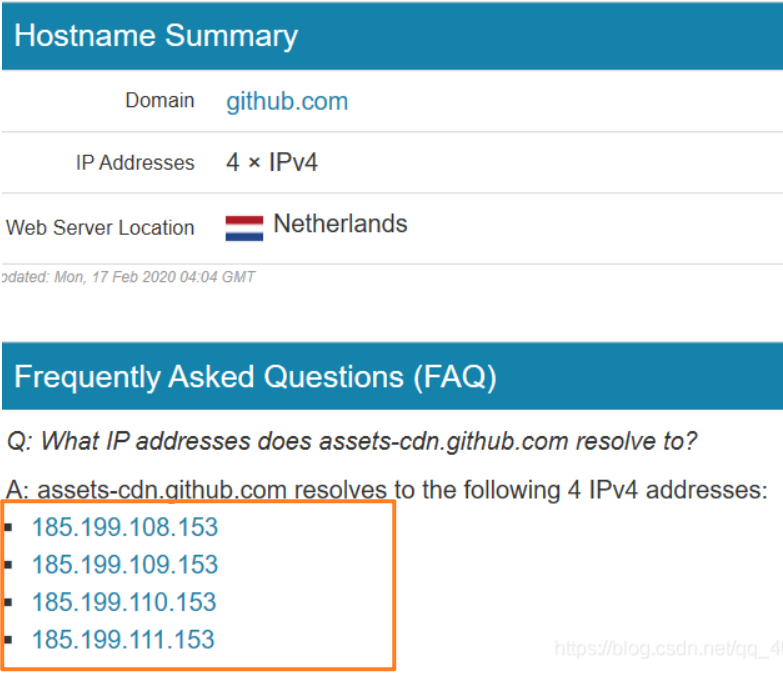 Hostname Summary
Domain github.com
IP Addresses 4 × IPv4
Web Server Location Netherlands
Mon, 17 Feb 2020 04:04 GMT
Frequently Asked Questions (FAQ)
Q: What IP addresses does assets-cdn.github.com resolve to?
A: assets-cdn.github.com resolves to the following 4 IPv4 addresses:
▪ 185.199.108.153
▪ 185.199.109.153
▪ 185.199.110.153
▪ 185.199.111.153
https://blog.csdn.net/qq_4